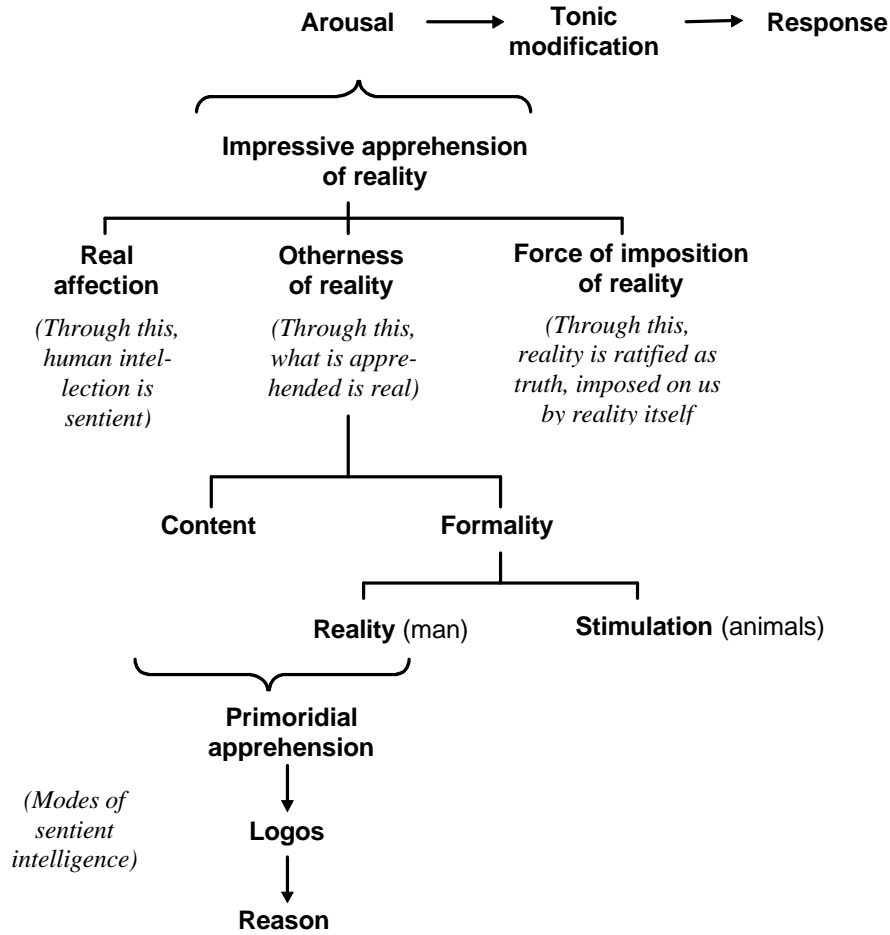 Arousal
Tonic
modification
Response
Impressive apprehension
of reality
Real
affection
(Through this,
human intel-
lection is
sentient)
Otherness
of reality
(Through this,
what is appre-
hended is real)
Force of imposition
of reality
(Through this,
reality is ratified as
truth, imposed on us
by reality itself
Content
Formality
Reality (man)
Stimulation (animals)
Primoridial
apprehension
(Modes of
sentient
intelligence)
Logos
Reason